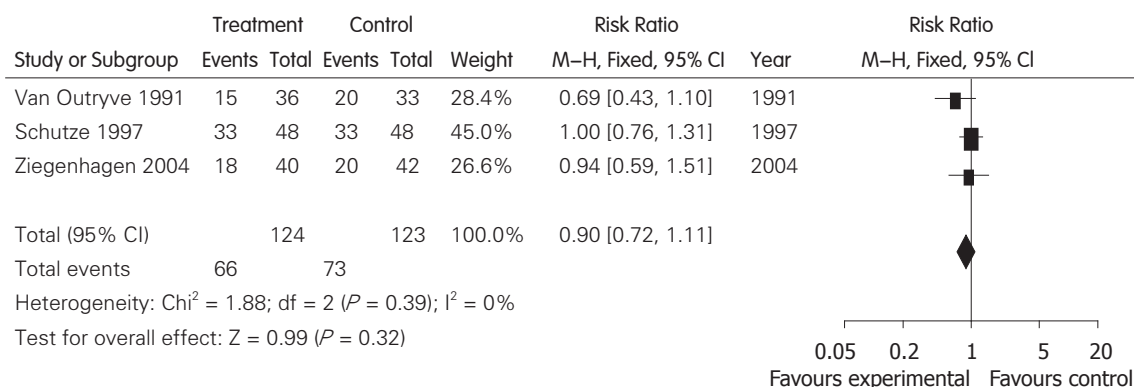 Treatment Control Risk Ratio Risk Ratio
Study or Subgroup Events Total Events Total Weight M–H, Fixed, 95% CI Year M–H, Fixed, 95% CI
Van Outryve 1991 15 36 20 33 28.4% 0.69 [0.43, 1.10] 1991
Schutze 1997 33 48 33 48 45.0% 1.00 [0.76, 1.31] 1997
Ziegenhagen 2004 18 40 20 42 26.6% 0.94 [0.59, 1.51] 2004
Total (95% CI) 124 123 100.0% 0.90 [0.72, 1.11]
Total events 66 73
Heterogeneity: Chi² = 1.88; df = 2 (P = 0.39); I² = 0%
Test for overall effect: Z = 0.99 (P = 0.32)
0.05 0.2 1 5 20
Favours experimental Favours control